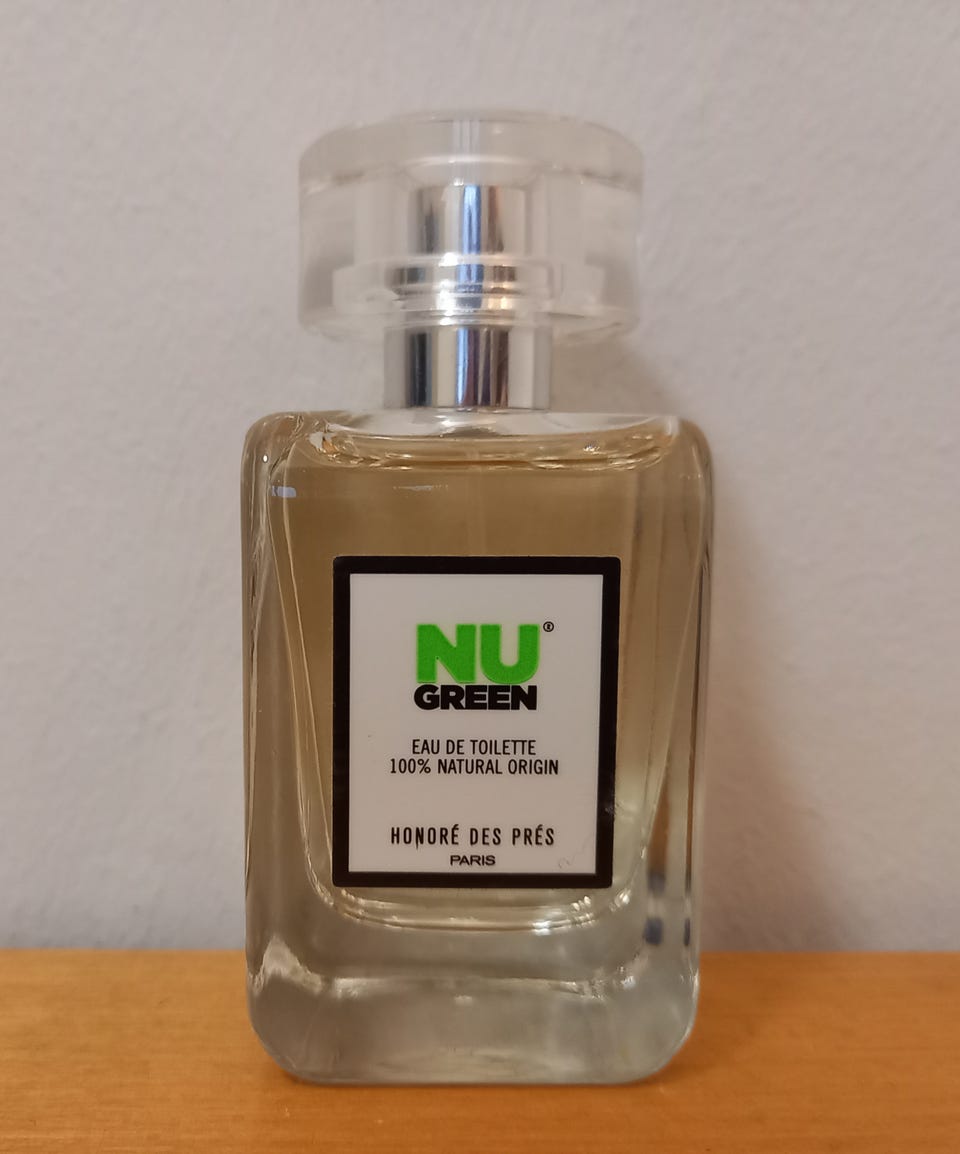 NU®
GREEN
EAU DE TOILETTE
100% NATURAL ORIGIN
HONORÉ DES PRÉS
PARIS